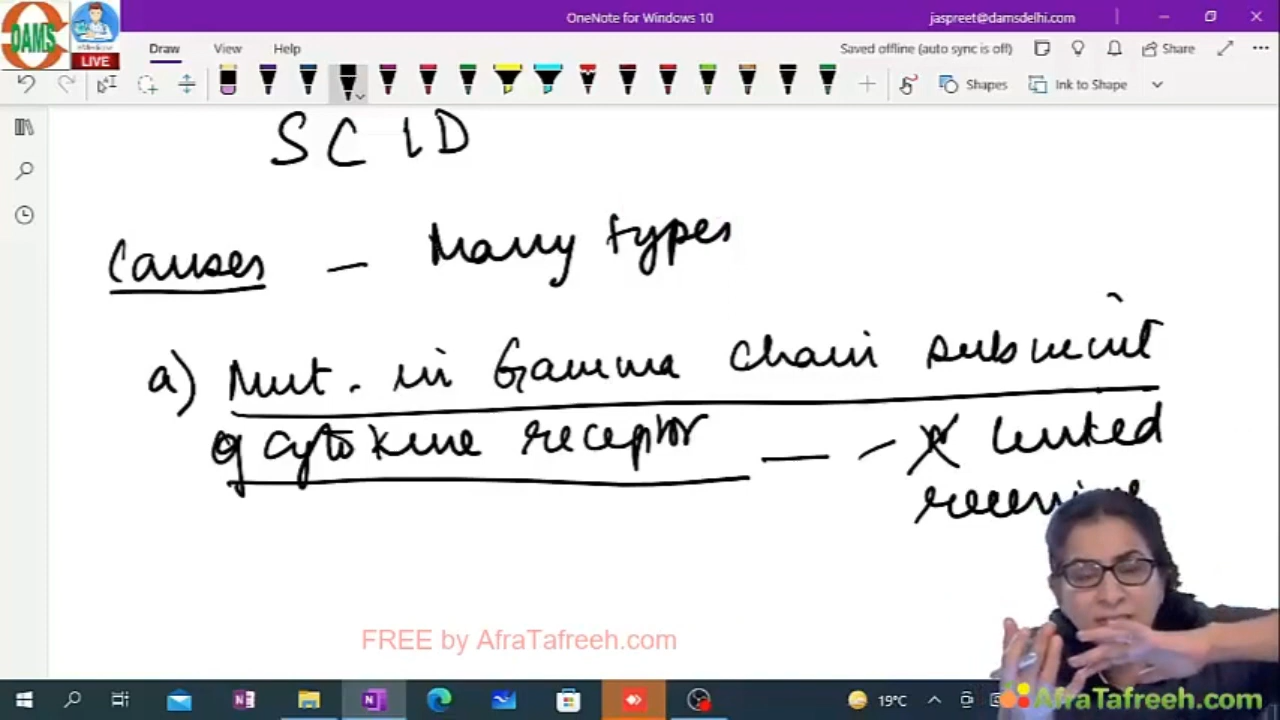 OneNote for Windows 10
jaspreet@damsdelhi.com
DAMS
eMedicoz
LIVE
Draw View Help
Saved offline (auto sync is off)
Share
Shapes
Ink to Shape
SCID
Causes - Many types
a) Mut. in Gamma chain subunit
of cytokine receptor — - X linked
FREE by AfraTafreeh.com
19°C
AfraTafreeh.com